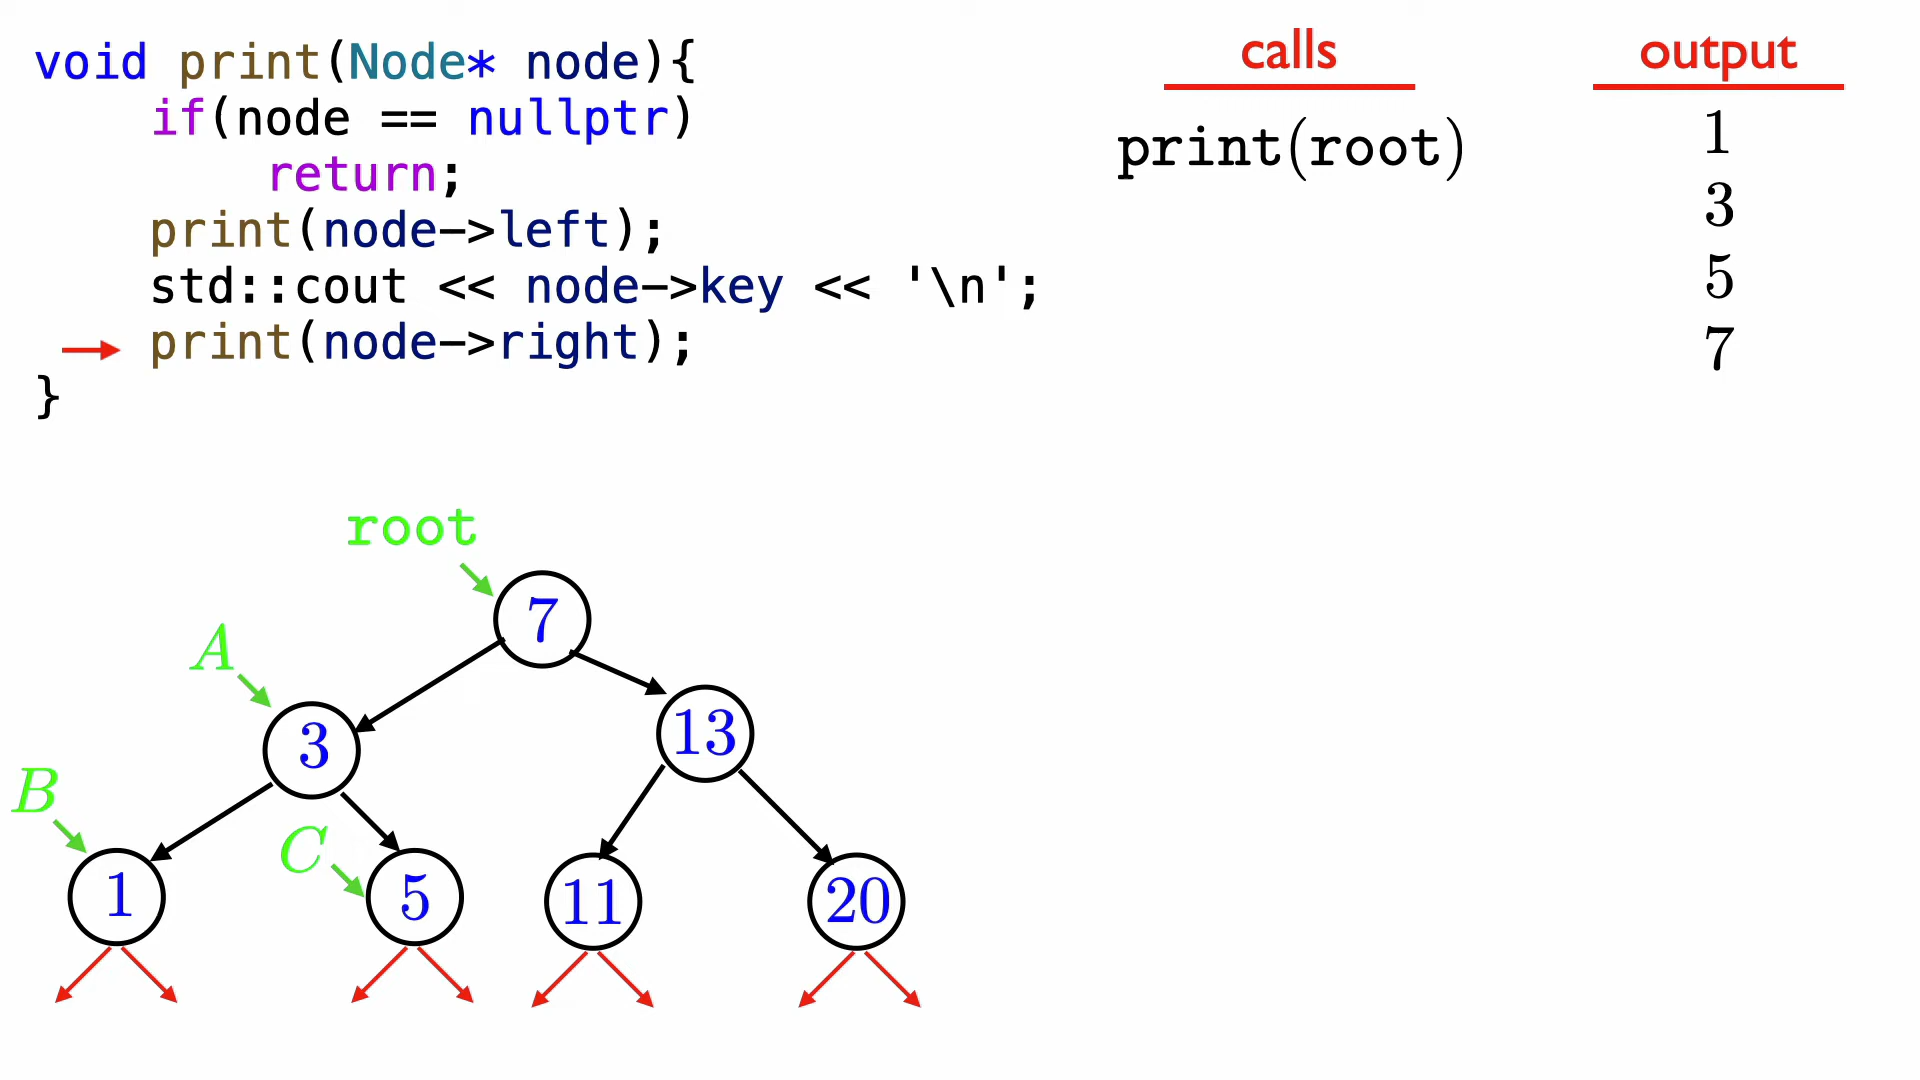 void print(Node* node){
    if(node == nullptr)
        return;
    print(node->left);
    std::cout << node->key << '\n';
    print(node->right);
}
calls
print(root)
output
1
3
5
7
root
7
A
3
13
B
1
C
5
11
20